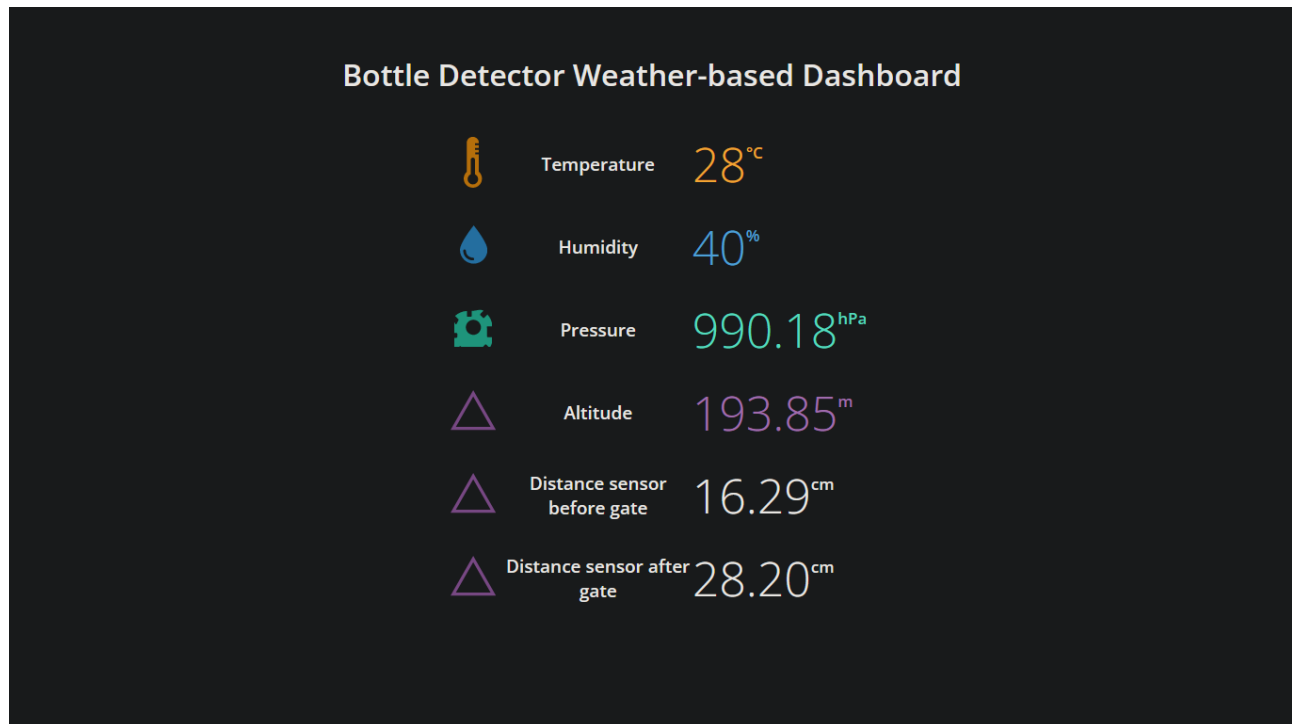 Bottle Detector Weather-based Dashboard
Temperature 28°C
Humidity 40%
Pressure 990.18hPa
Altitude 193.85m
Distance sensor
before gate 16.29cm
Distance sensor after
gate 28.20cm